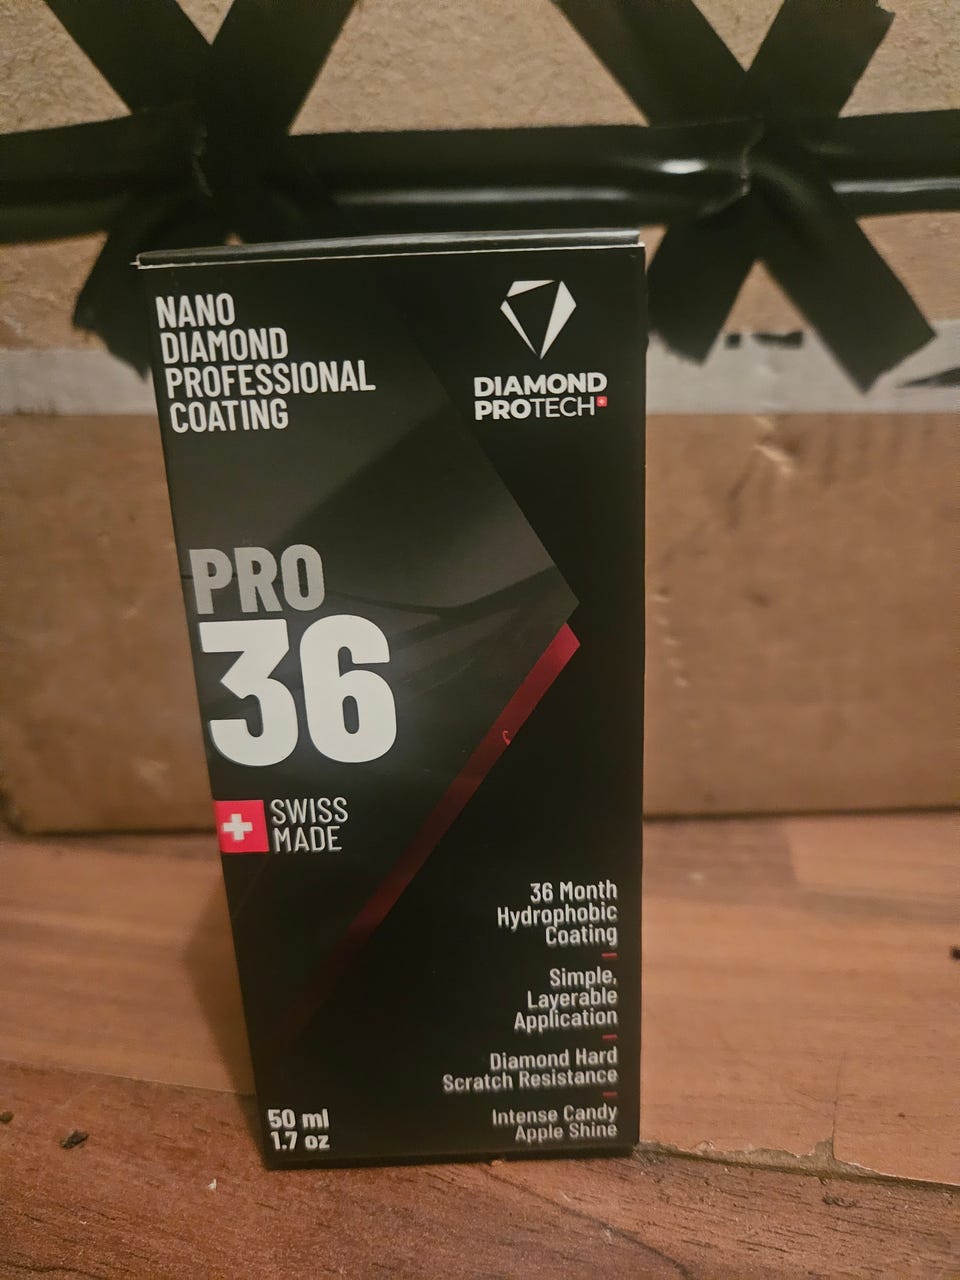 NANO
DIAMOND
PROFESSIONAL
COATING
DIAMOND
PROTECH
PRO
36
SWISS
MADE
36 Month
Hydrophobic
Coating
Simple,
Layerable
Application
Diamond Hard
Scratch Resistance
Intense Candy
Apple Shine
50 ml
1.7 oz